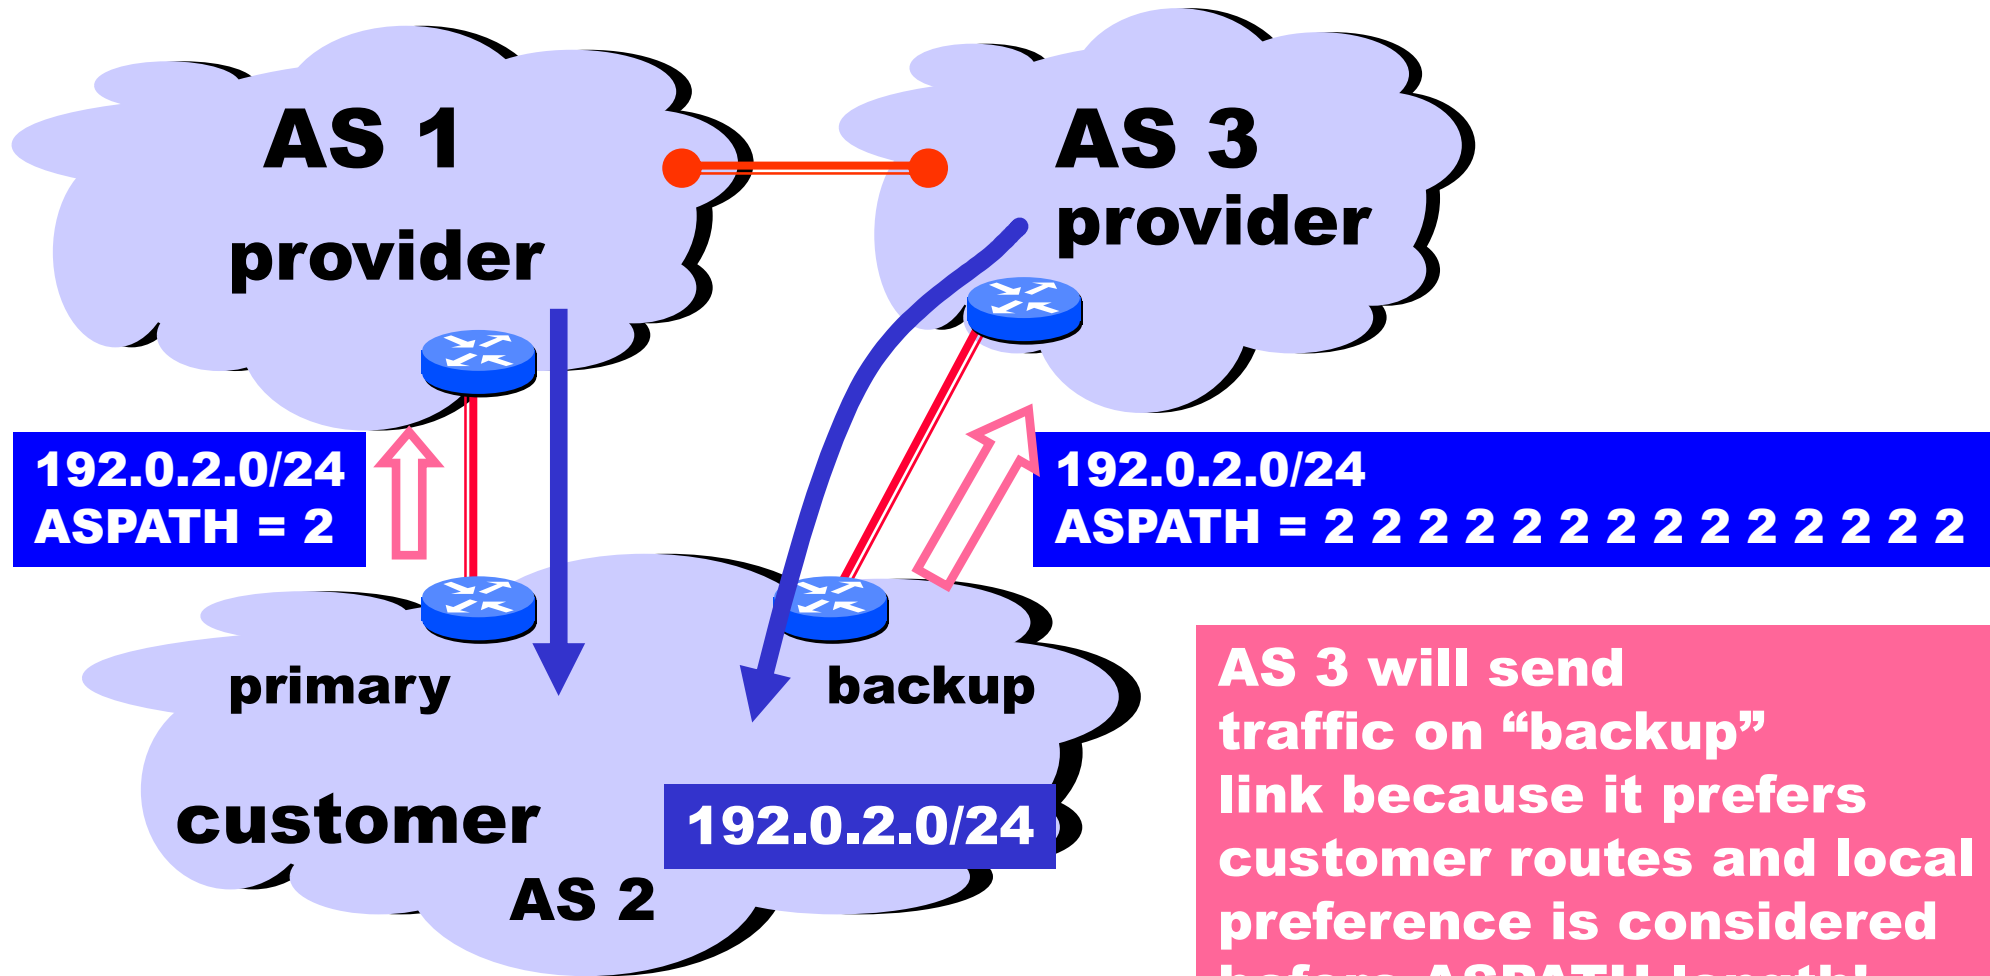 AS 1
provider
AS 3
provider
192.0.2.0/24
ASPATH = 2
192.0.2.0/24
ASPATH = 2 2 2 2 2 2 2 2 2 2 2 2 2 2
primary
backup
customer
192.0.2.0/24
AS 2
AS 3 will send
traffic on “backup”
link because it prefers
customer routes and local
preference is considered
before ASPATH length!